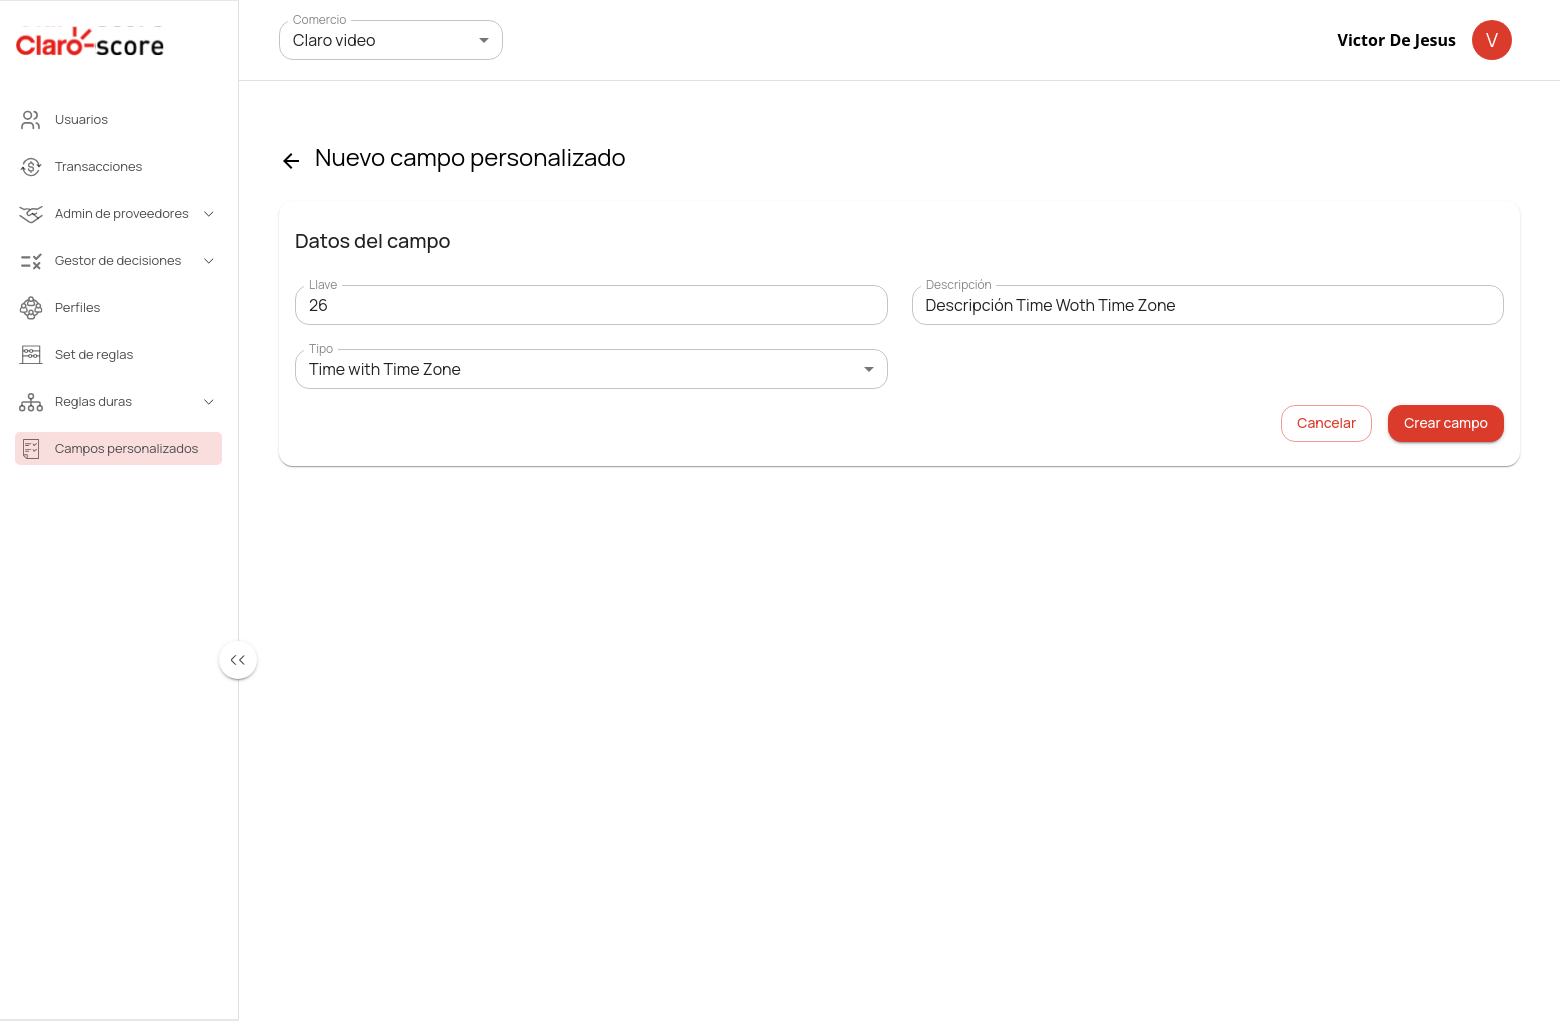 Claro-score
Comercio
Claro video
Victor De Jesus
V
Usuarios
Transacciones
Admin de proveedores
Gestor de decisiones
Perfiles
Set de reglas
Reglas duras
Campos personalizados
Nuevo campo personalizado
Datos del campo
Llave
26
Descripción
Descripción Time Woth Time Zone
Tipo
Time with Time Zone
Cancelar
Crear campo